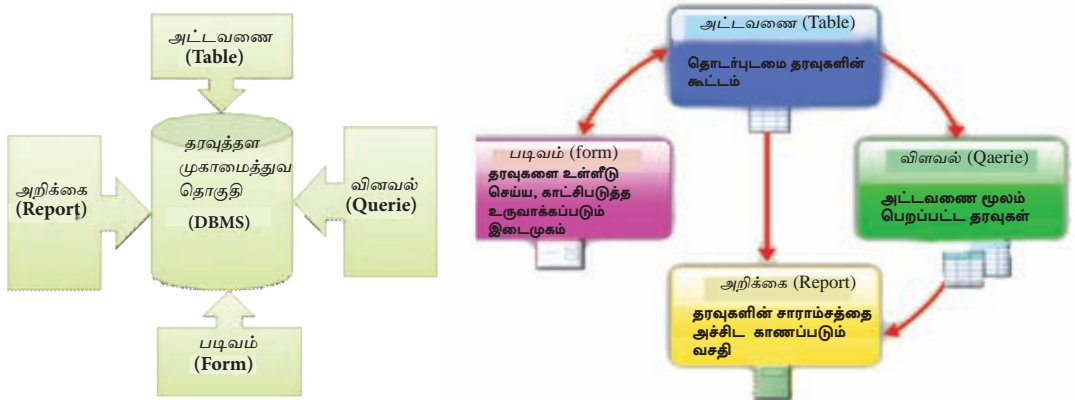 அட்டவணை
(Table)
அறிக்கை
(Report)
தரவுத்தள
முகாமைத்துவ
தொகுதி
(DBMS)
வினவல்
(Querie)
படிவம்
(Form)
அட்டவணை (Table)
தொடர்புடமை தரவுகளின்
கூட்டம்
படிவம் (form)
தரவுகளை உள்ளீடு
செய்ய, காட்சிபடுத்த
உருவாக்கப்படும்
இடைமுகம்
விளவல் (Qaerie)
அட்டவணை மூலம்
பெறப்பட்ட தரவுகள்
அறிக்கை (Report)
தரவுகளின் சாராம்சத்தை
அச்சிட காணப்படும்
வசதி